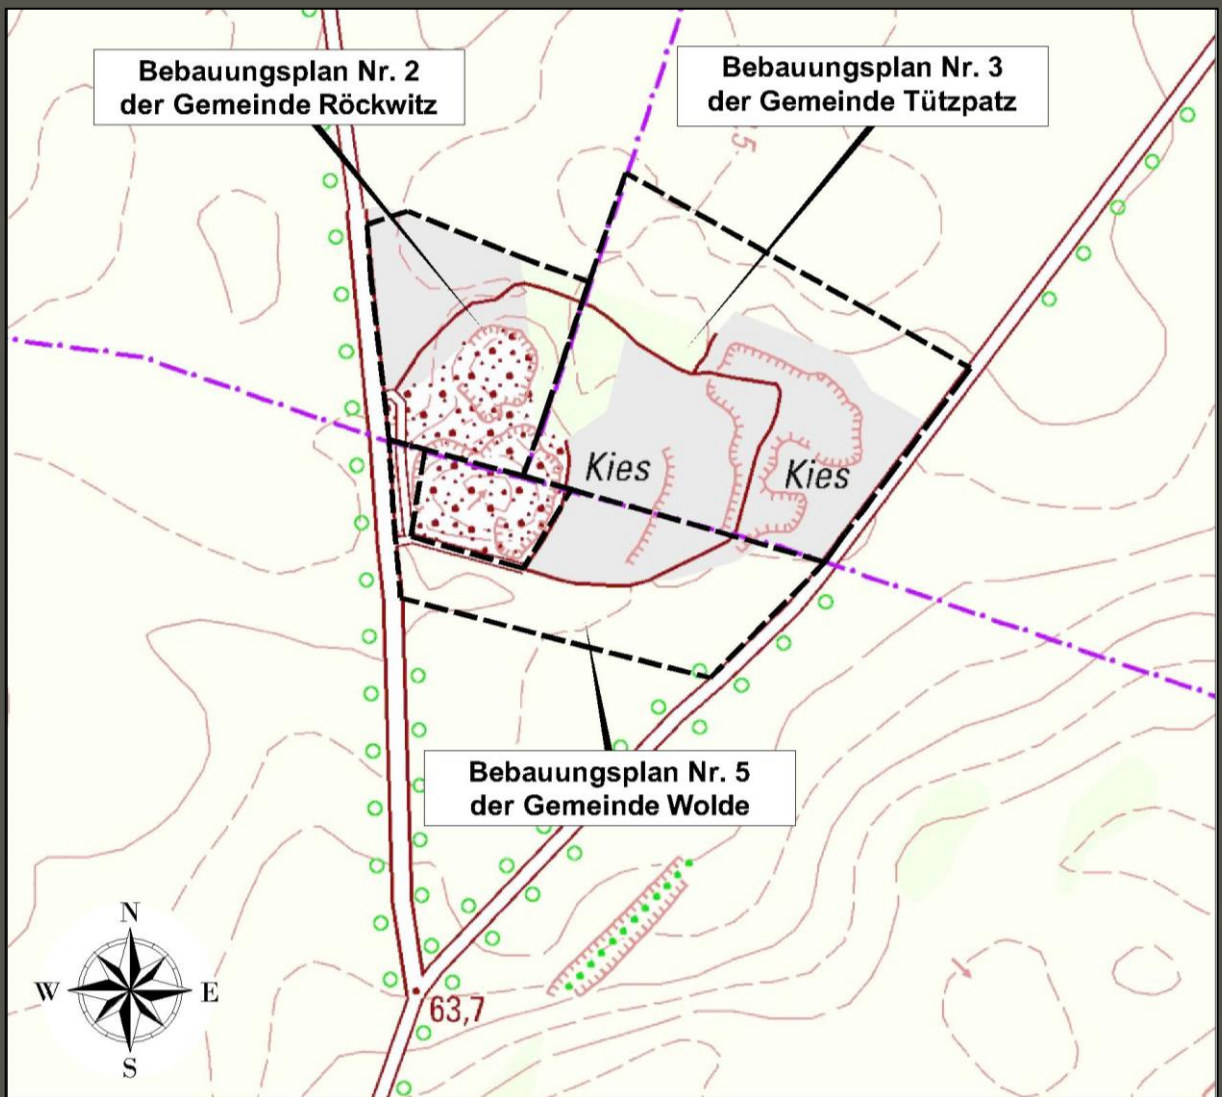 Bebauungsplan Nr. 2
der Gemeinde Röckwitz
Bebauungsplan Nr. 3
der Gemeinde Tützpatz
5
Kies
Kies
Bebauungsplan Nr. 5
der Gemeinde Wolde
N
W
E
S
63,7